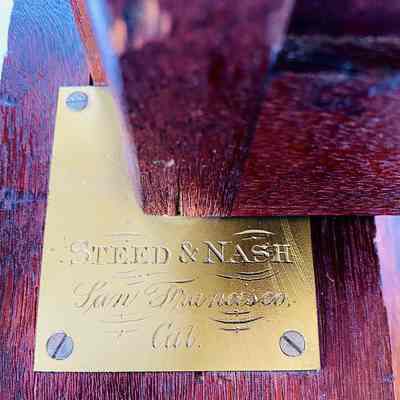 STEED & NASH
San Francisco,
Cal.